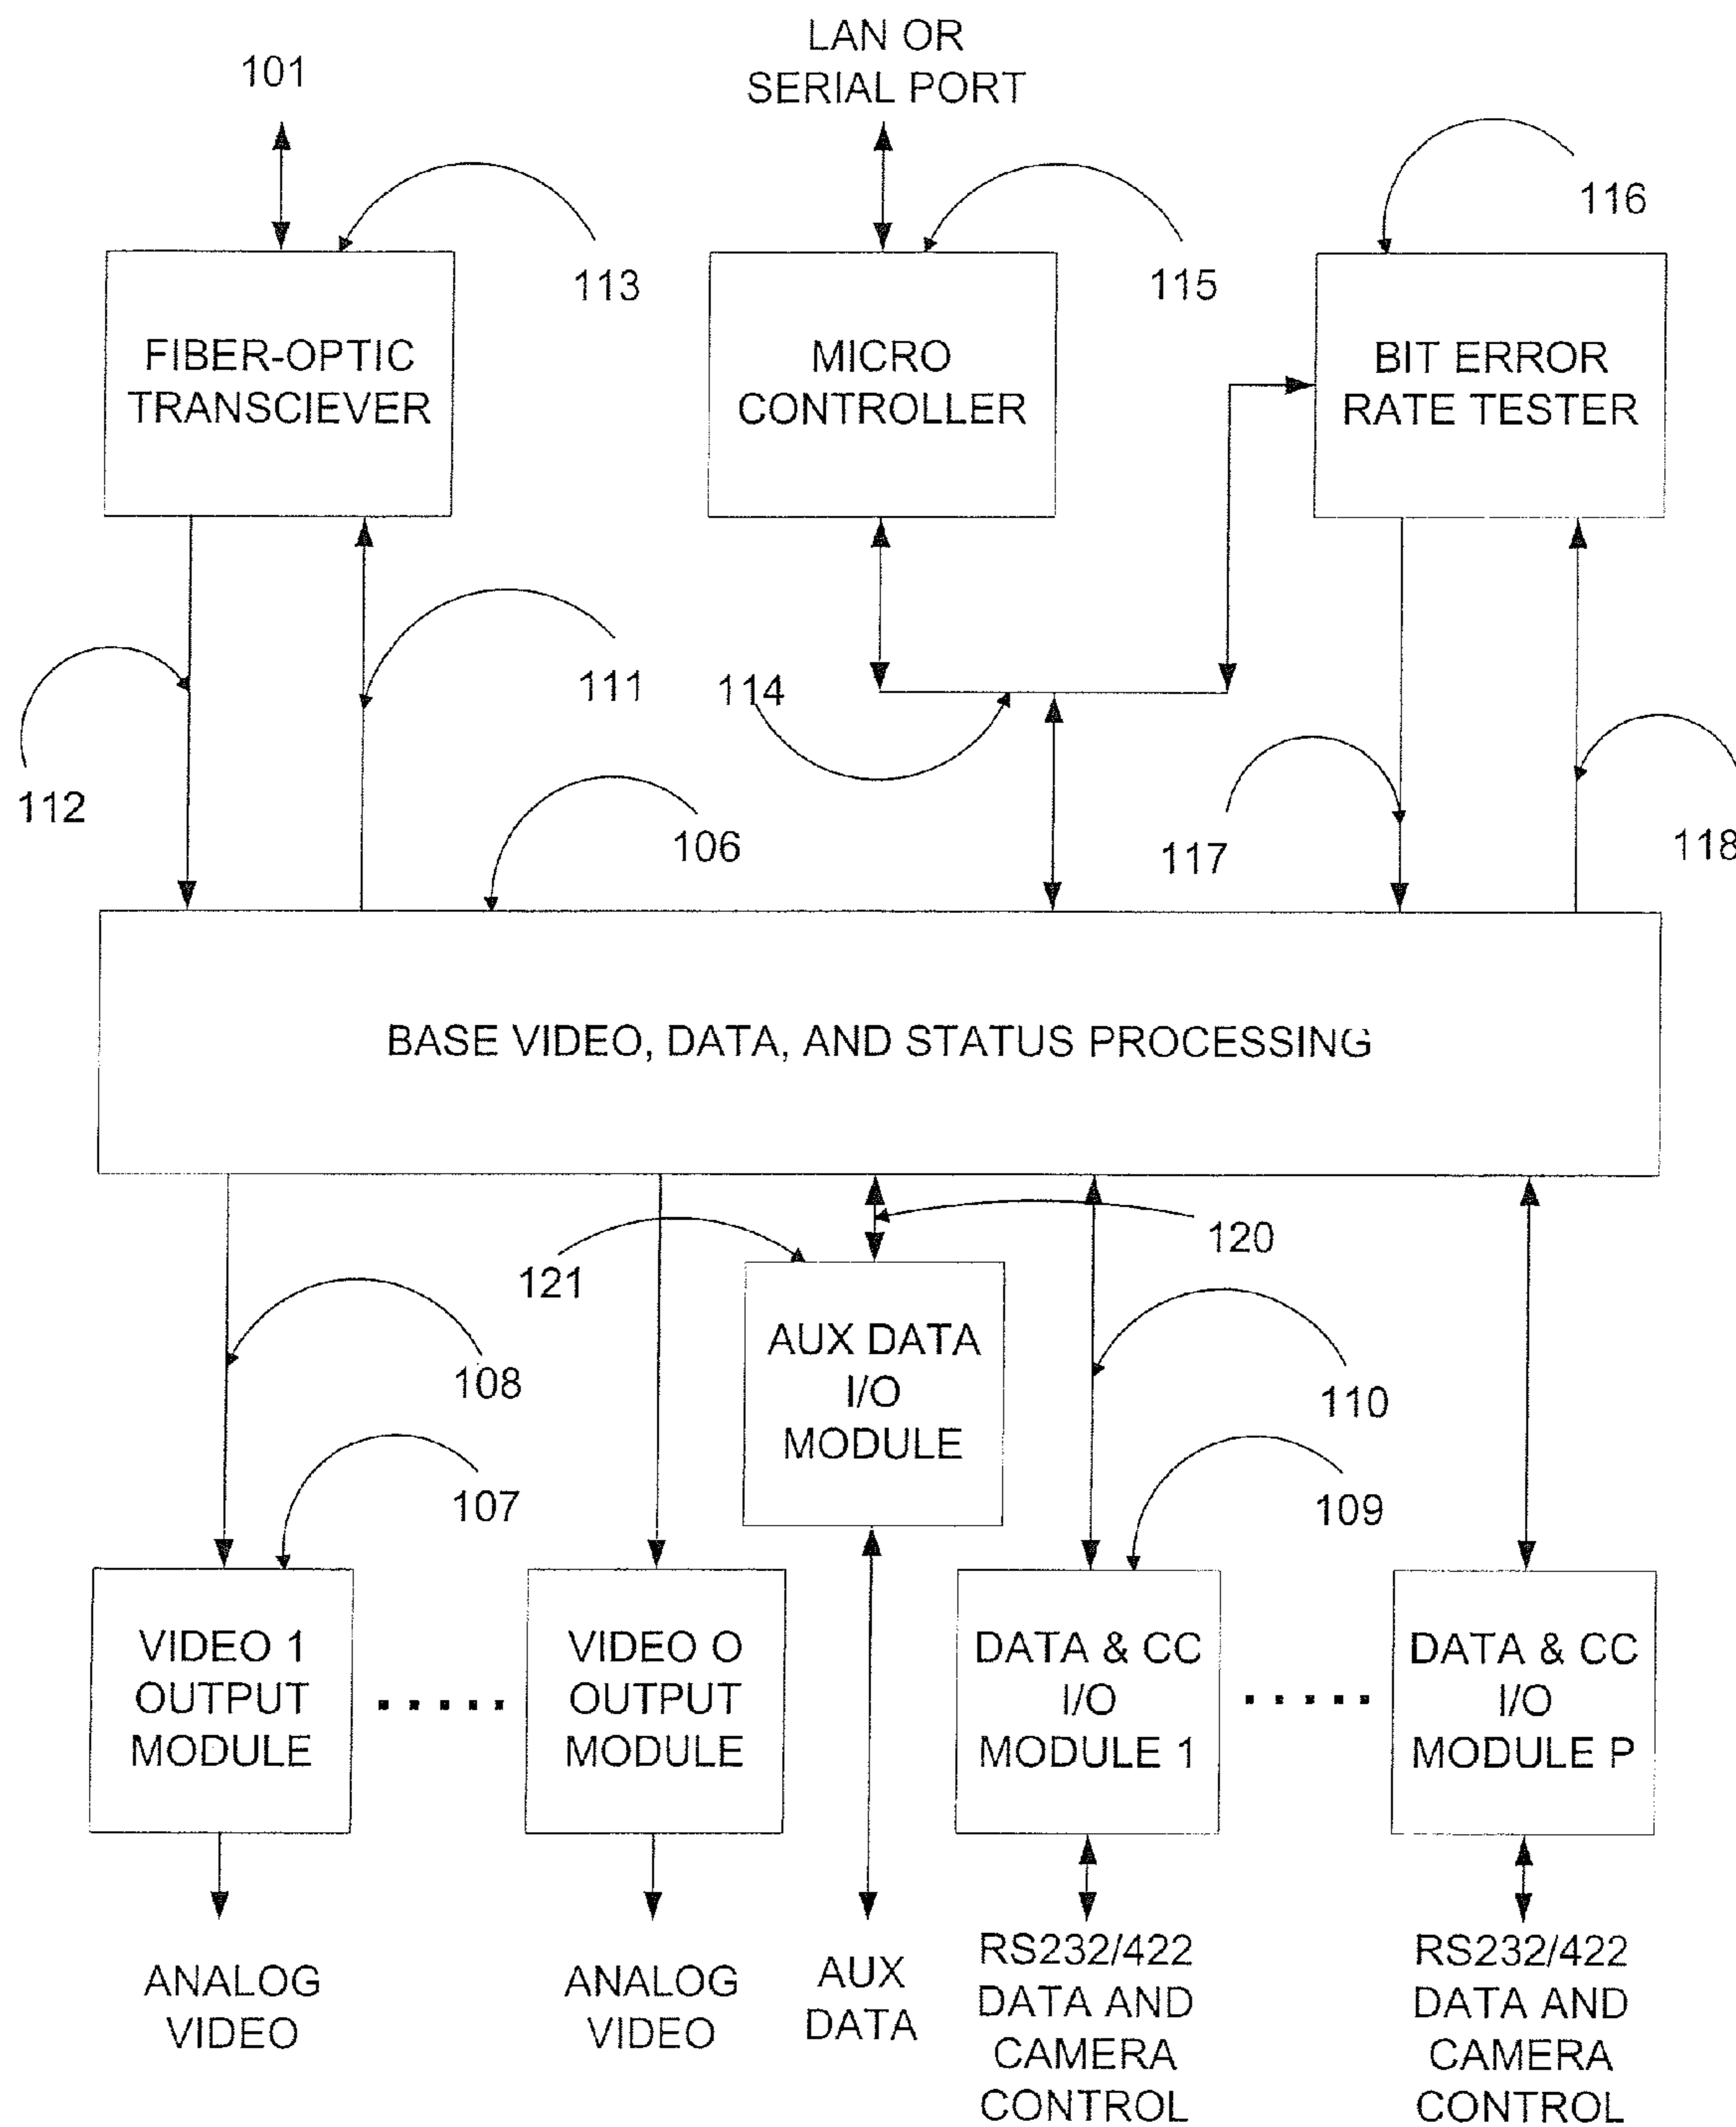 101
LAN OR
SERIAL PORT
113
115
116
FIBER-OPTIC
TRANSCIEVER
MICRO
CONTROLLER
BIT ERROR
RATE TESTER
111
114
112
106
117
118
BASE VIDEO, DATA, AND STATUS PROCESSING
121
120
108
AUX DATA
I/O
MODULE
110
107
109
VIDEO 1
OUTPUT
MODULE
VIDEO O
OUTPUT
MODULE
DATA & CC
I/O
MODULE 1
DATA & CC
I/O
MODULE P
ANALOG
VIDEO
ANALOG
VIDEO
AUX
DATA
RS232/422
DATA AND
CAMERA
CONTROL
RS232/422
DATA AND
CAMERA
CONTROL